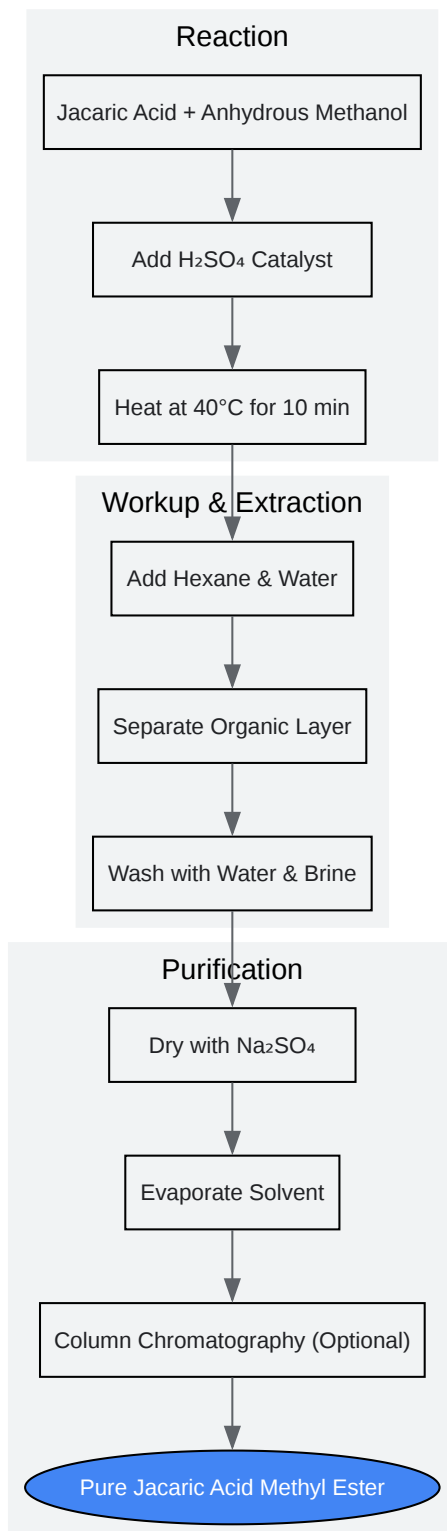 Reaction
Jacaric Acid + Anhydrous Methanol
Add H₂SO₄ Catalyst
Heat at 40°C for 10 min
Workup & Extraction
Add Hexane & Water
Separate Organic Layer
Wash with Water & Brine
Purification
Dry with Na₂SO₄
Evaporate Solvent
Column Chromatography (Optional)
Pure Jacaric Acid Methyl Ester